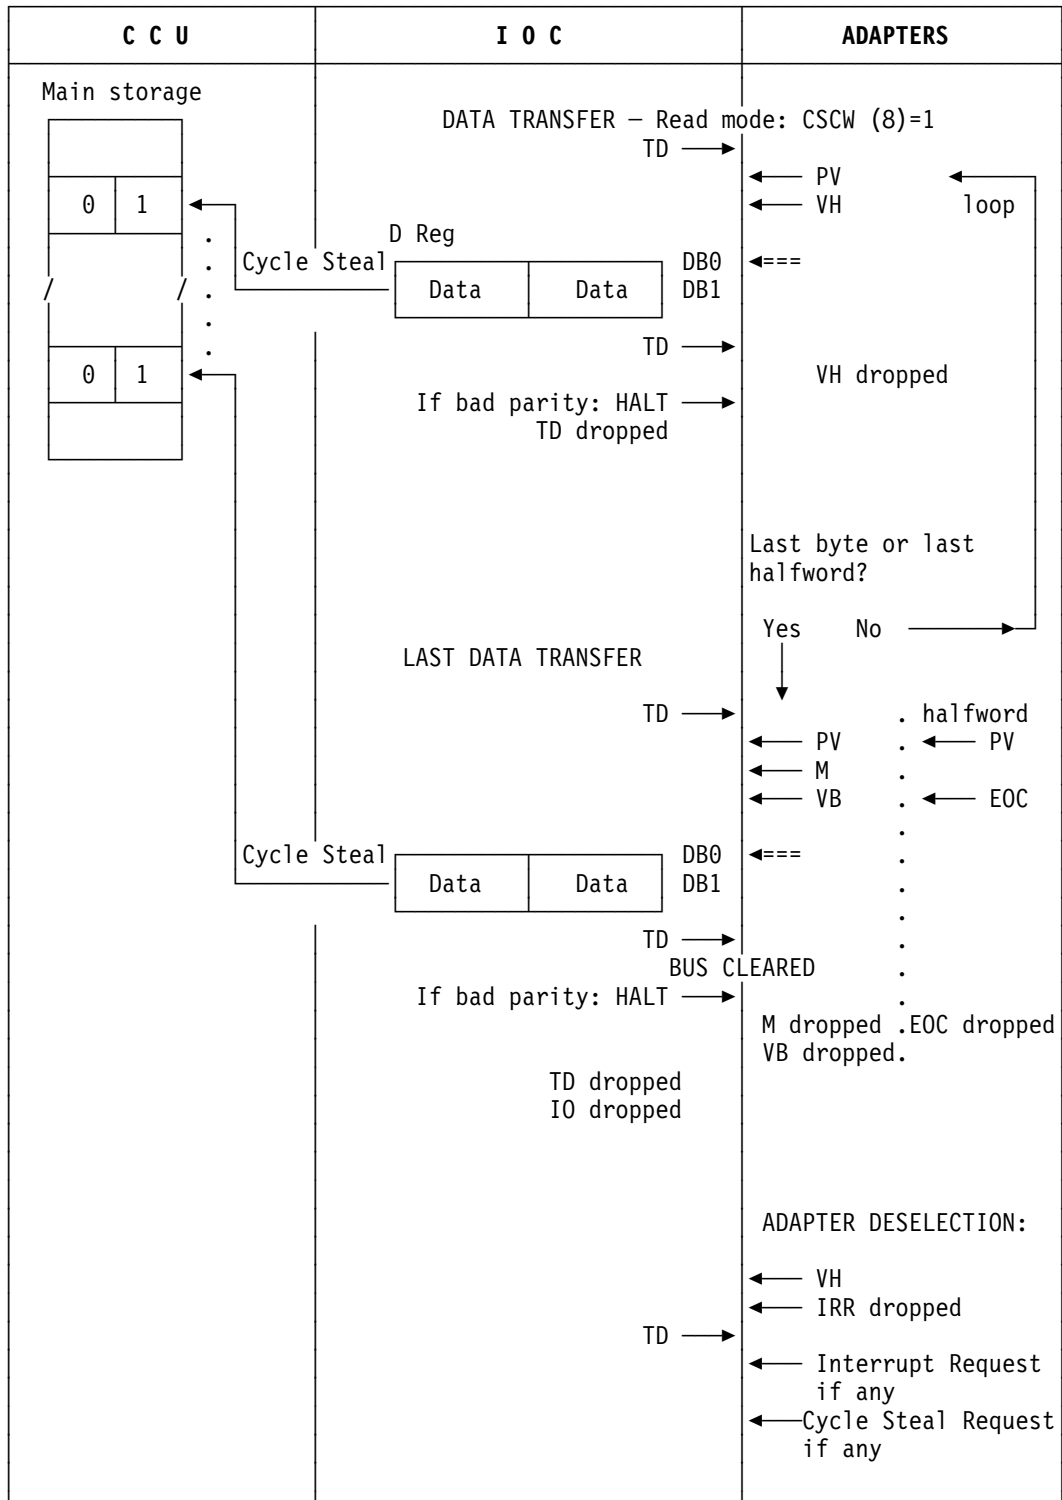 C C U I O C ADAPTERS
Main storage
DATA TRANSFER — Read mode: CSCW (8)=1
TD
PV
0 1 VH loop
D Reg
Cycle Steal DB0 ===
/ / Data Data DB1
TD
0 1 VH dropped
If bad parity: HALT
TD dropped
Last byte or last
halfword?
Yes No
LAST DATA TRANSFER
TD . halfword
PV . PV
M .
VB . EOC
Cycle Steal DB0 ===
Data Data DB1
TD
BUS CLEARED
If bad parity: HALT
M dropped .EOC dropped
VB dropped.
TD dropped
IO dropped
ADAPTER DESELECTION:
VH
IRR dropped
TD
Interrupt Request
if any
Cycle Steal Request
if any